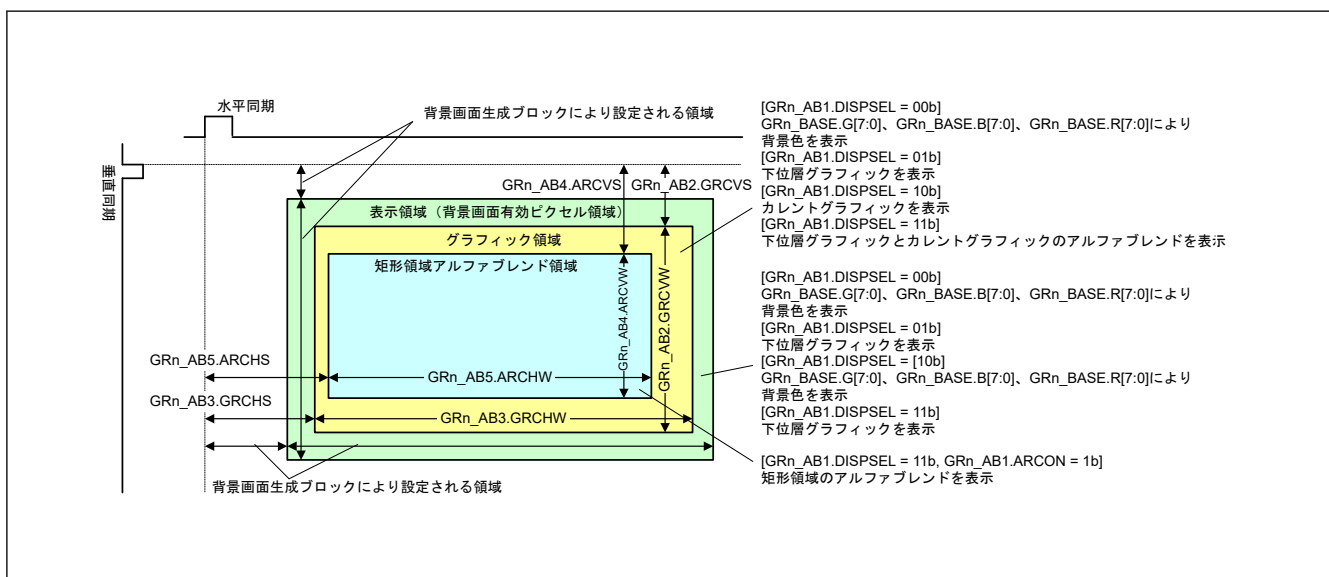 水平同期
背景画面生成ブロックにより設定される領域
垂直同期
GRn_AB4.ARCVS
GRn_AB2.GRCVS
表示領域（背景画面有効ピクセル領域）
グラフィック領域
矩形領域アルファブレンド領域
GRn_AB4.ARCVW
GRn_AB2.GRCVW
GRn_AB5.ARCHS
GRn_AB5.ARCHW
GRn_AB3.GRCHS
GRn_AB3.GRCHW
背景画面生成ブロックにより設定される領域
[GRn_AB1.DISPSEL = 00b]
GRn_BASE.G[7:0]、GRn_BASE.B[7:0]、GRn_BASE.R[7:0]により
背景色を表示
[GRn_AB1.DISPSEL = 01b]
下位層グラフィックを表示
[GRn_AB1.DISPSEL = 10b]
カレントグラフィックを表示
[GRn_AB1.DISPSEL = 11b]
下位層グラフィックとカレントグラフィックのアルファブレンドを表示
[GRn_AB1.DISPSEL = 00b]
GRn_BASE.G[7:0]、GRn_BASE.B[7:0]、GRn_BASE.R[7:0]により
背景色を表示
[GRn_AB1.DISPSEL = 01b]
下位層グラフィックを表示
[GRn_AB1.DISPSEL = [10b]
GRn_BASE.G[7:0]、GRn_BASE.B[7:0]、GRn_BASE.R[7:0]により
背景色を表示
[GRn_AB1.DISPSEL = 11b]
下位層グラフィックを表示
[GRn_AB1.DISPSEL = 11b, GRn_AB1.ARCON = 1b]
矩形領域のアルファブレンドを表示